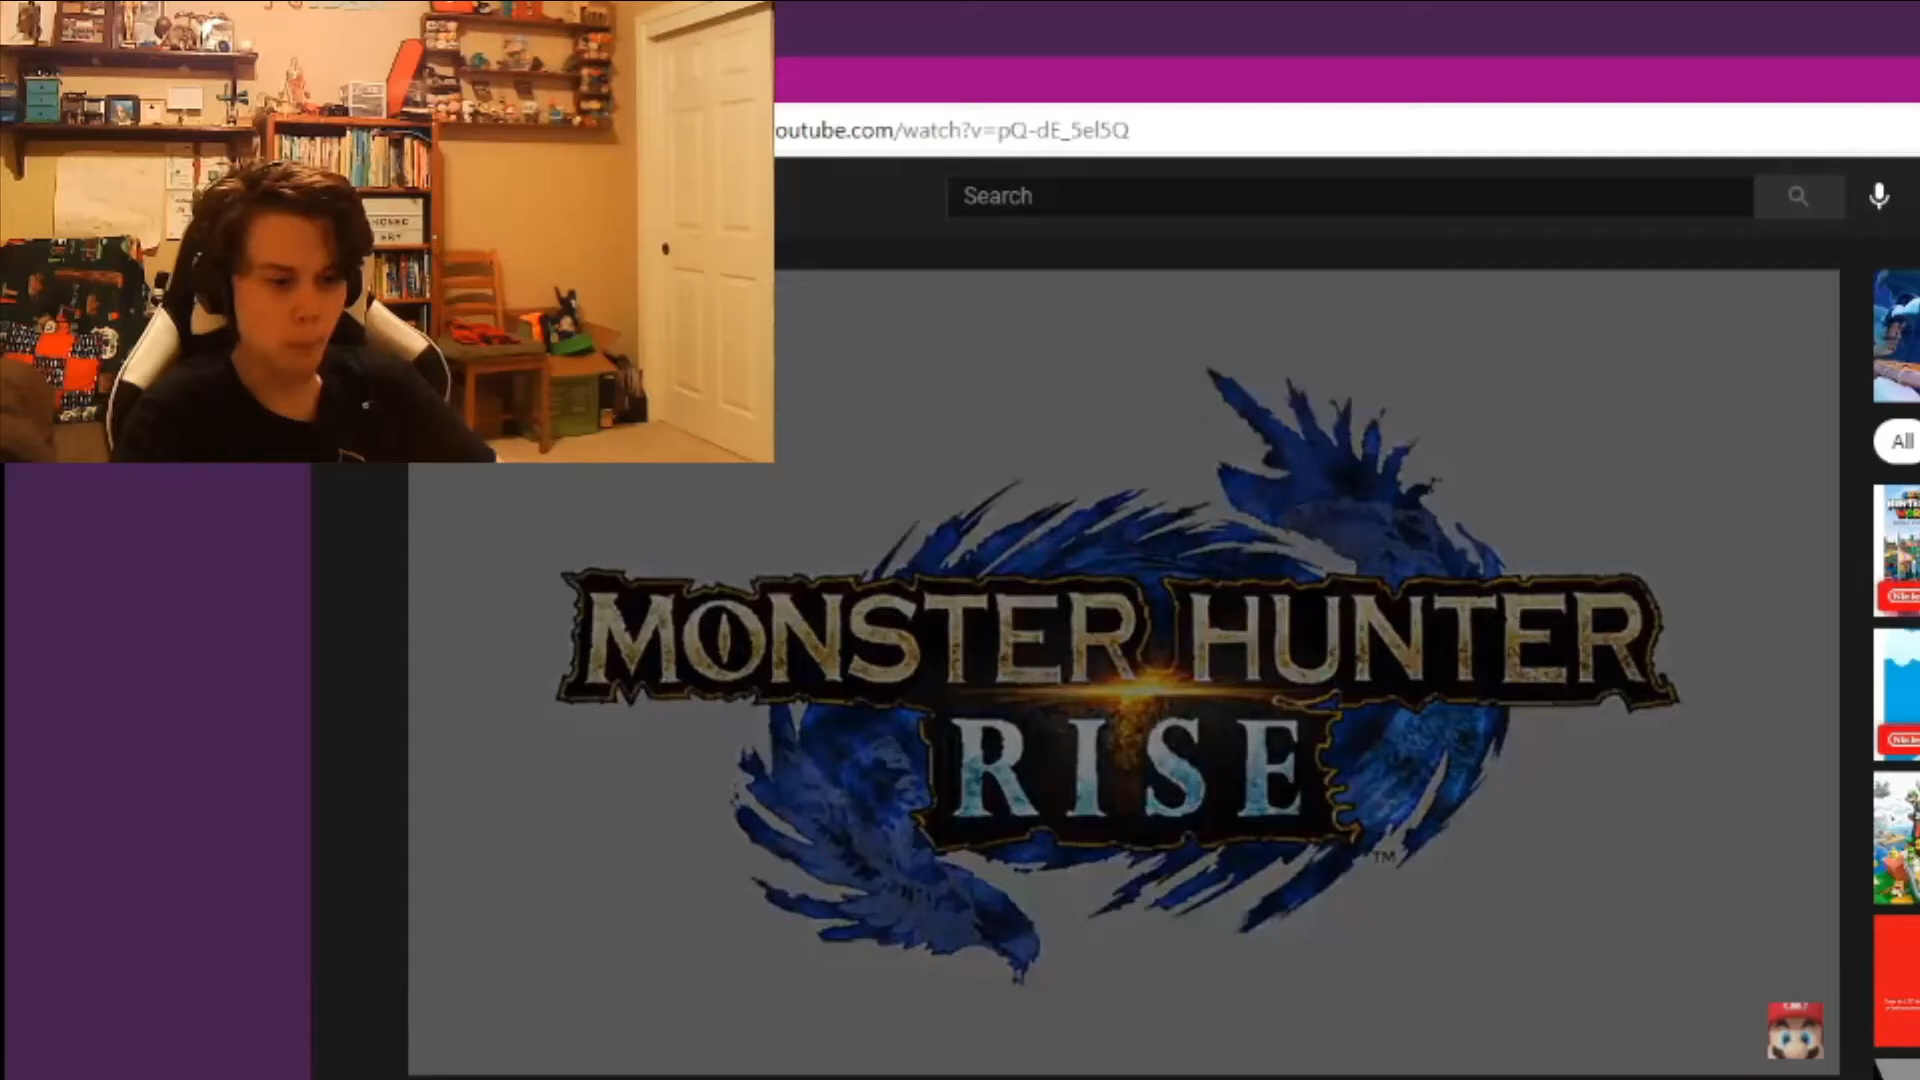 outube.com/watch?v=pQ-dE_5el5Q
Search
All
MONSTER HUNTER
RISE
TM